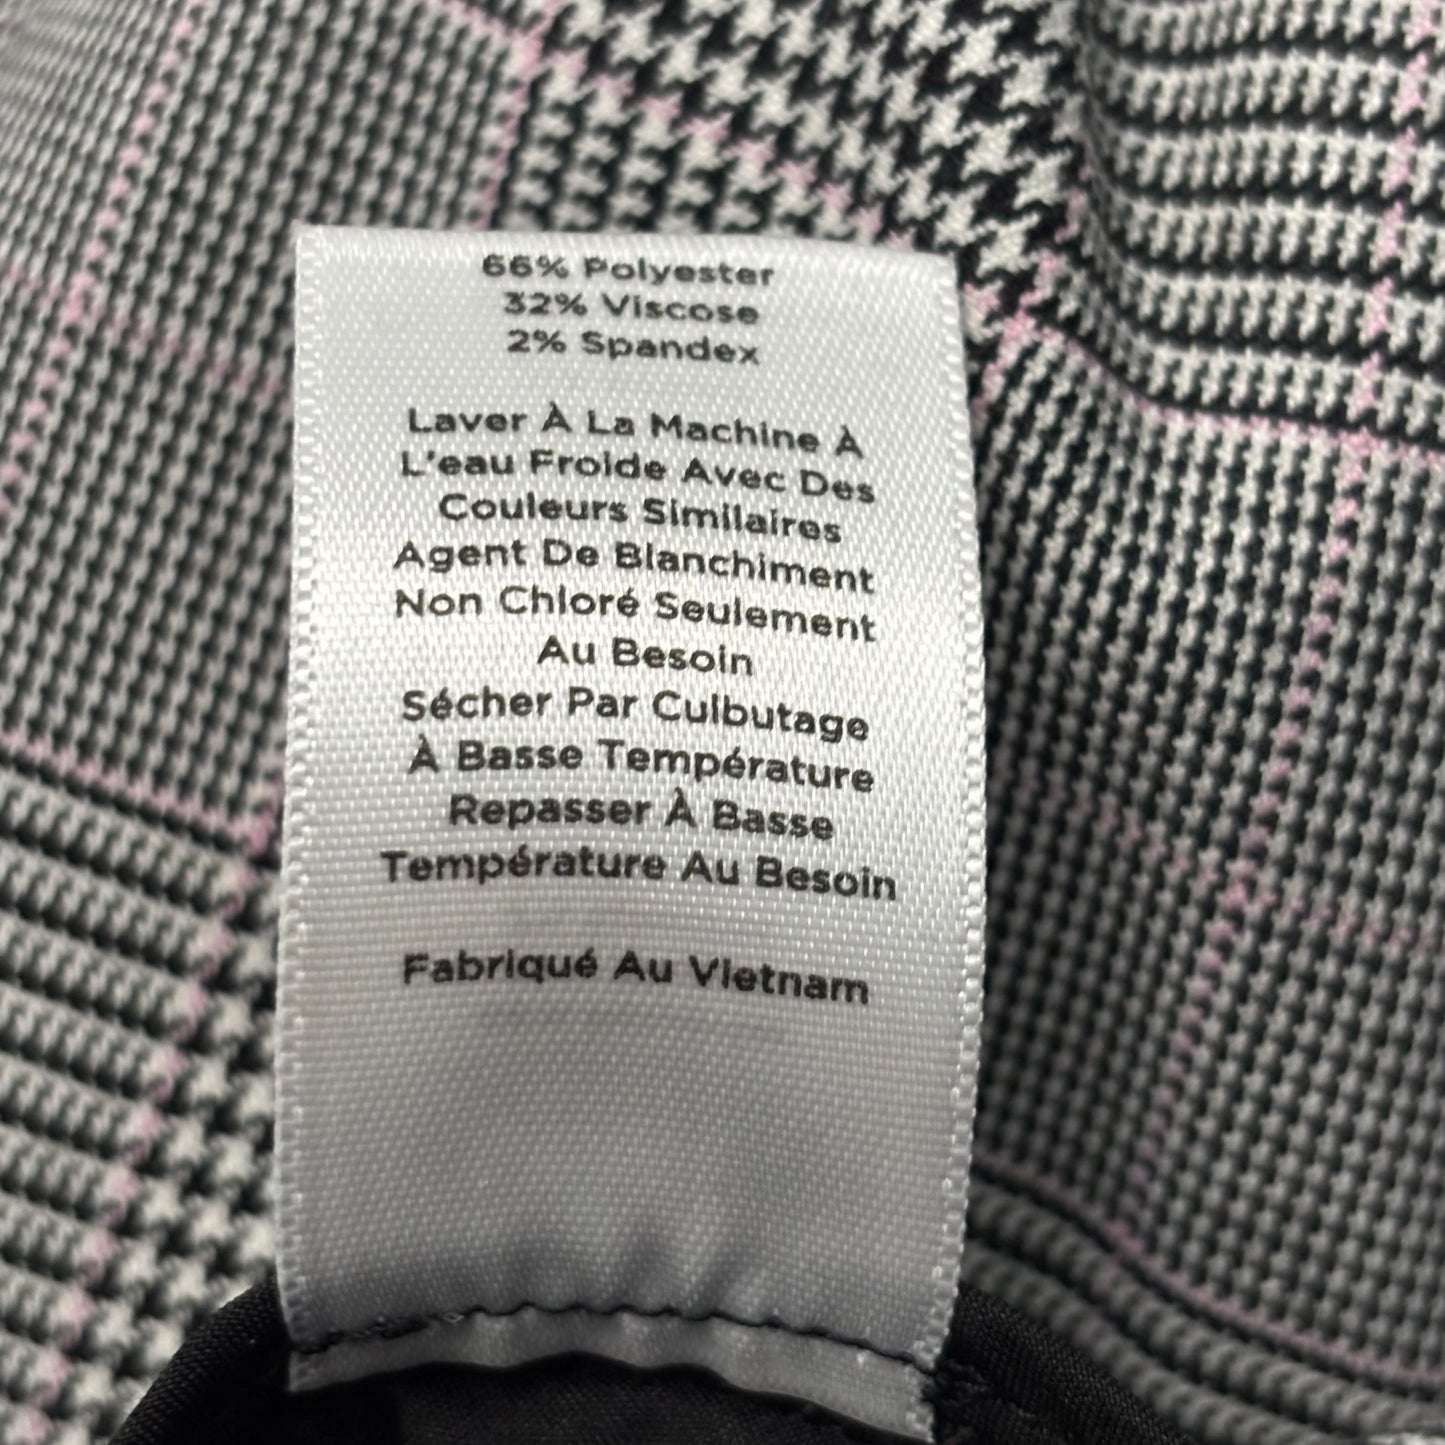 66% Polyester
32% Viscose
2% Spandex
Laver À La Machine À
L'eau Froide Avec Des
Couleurs Similaires
Agent De Blanchiment
Non Chloré Seulement
Au Besoin
Sécher Par Culbutage
À Basse Température
Repasser À Basse
Température Au Besoin
Fabriqué Au Vietnam